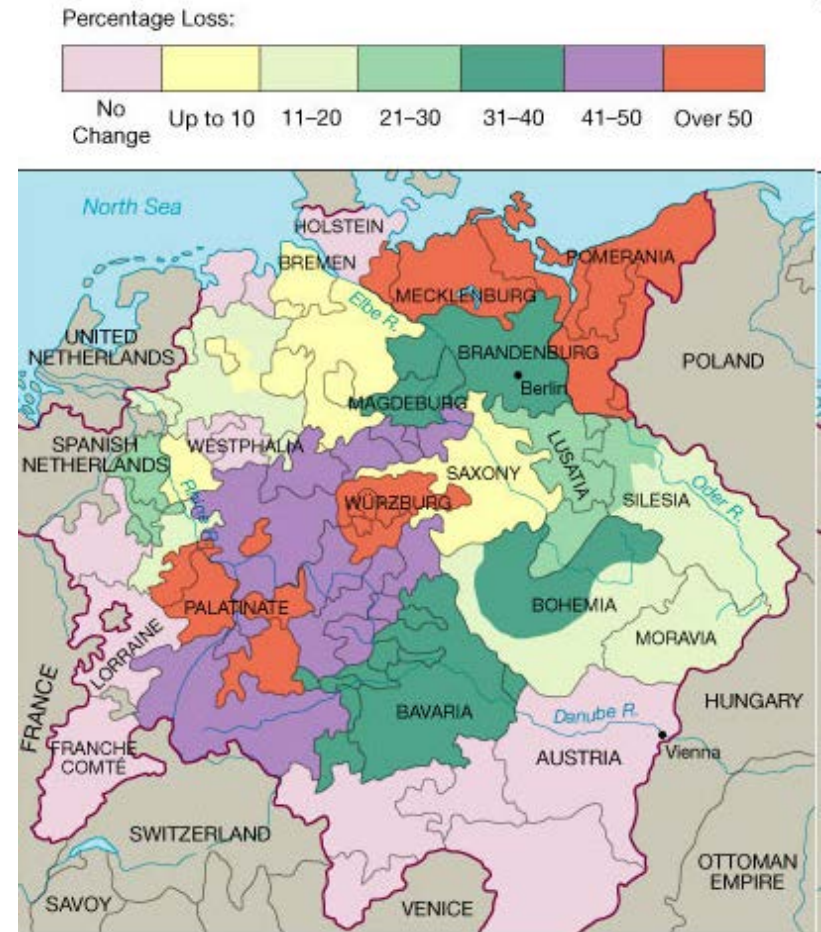 Percentage Loss:
No
Change
Up to 10
11–20
21–30
31–40
41–50
Over 50
North Sea
HOLSTEIN
BREMEN
POMERANIA
MECKLENBURG
Elbe R.
UNITED
NETHERLANDS
BRANDENBURG
POLAND
Berlin
MAGDEBURG
SPANISH
NETHERLANDS
WESTPHALIA
SAXONY
LUSATIA
SILESIA
Oder R.
WÜRZBURG
BOHEMIA
PALATINATE
MORAVIA
LORRAINE
FRANCE
HUNGARY
BAVARIA
Danube R.
FRANCHE
COMTÉ
AUSTRIA
Vienna
SWITZERLAND
OTTOMAN
EMPIRE
SAVOY
VENICE